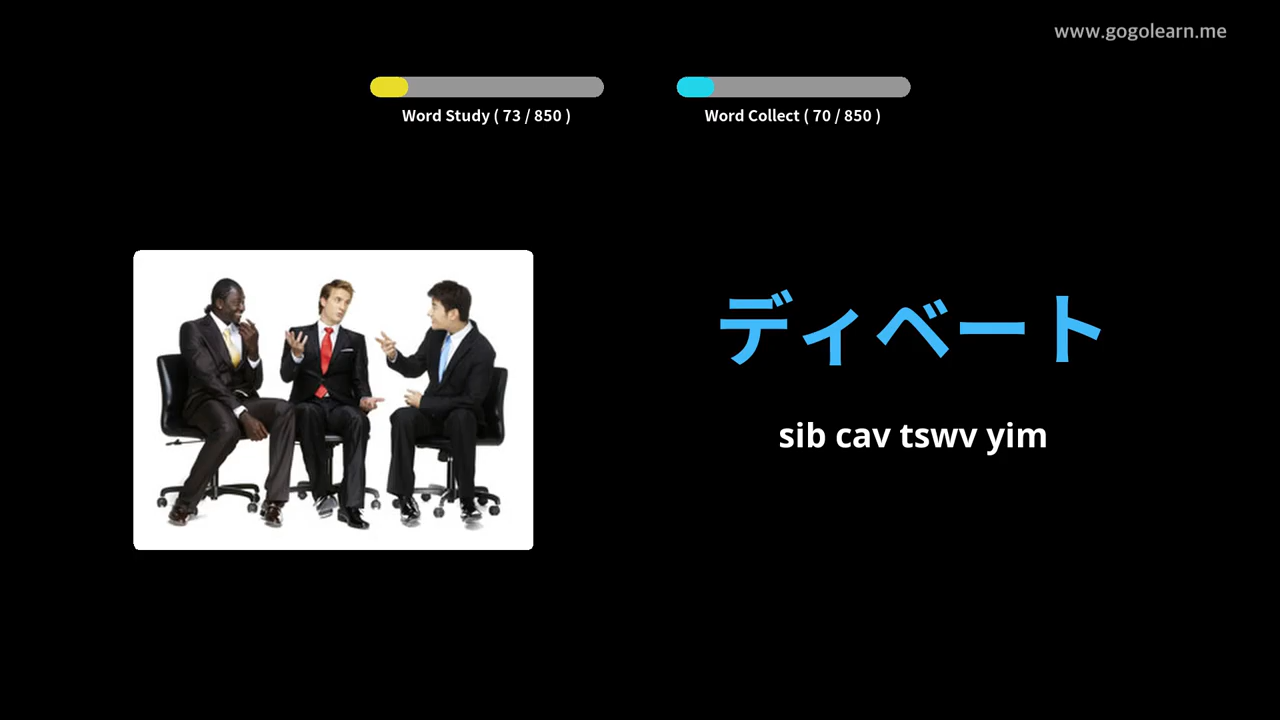 www.gogolearn.me
Word Study ( 73 / 850 )
Word Collect ( 70 / 850 )
ディベート
sib cav tswv yim